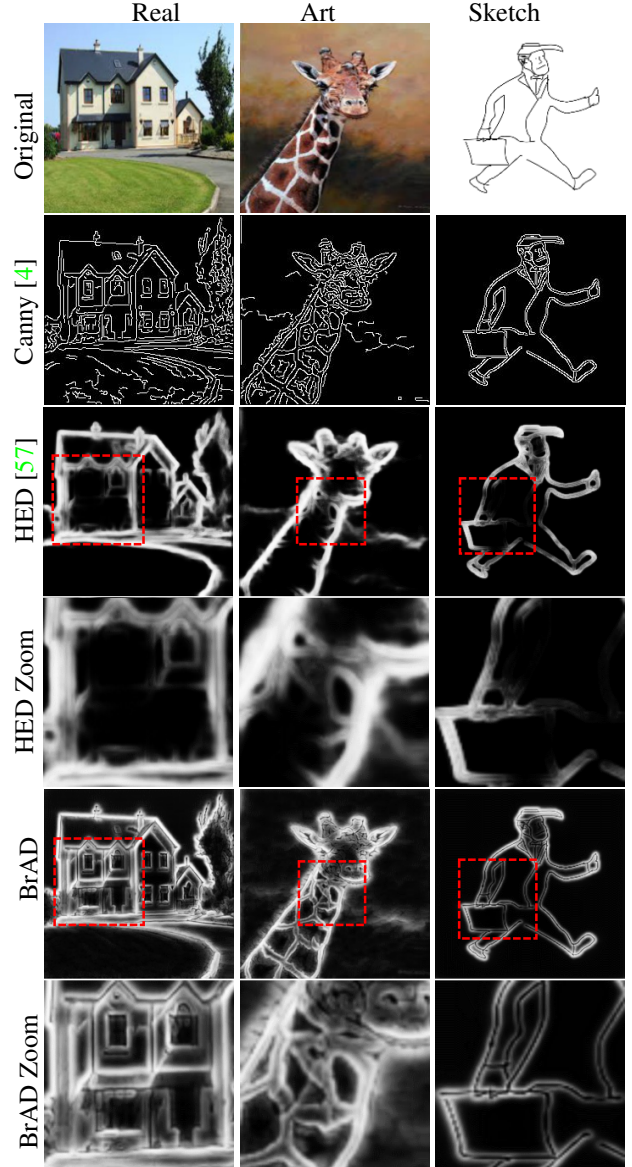 Real
Art
Sketch
Original
Canny [4]
HED [57]
HED Zoom
BrAD
BrAD Zoom